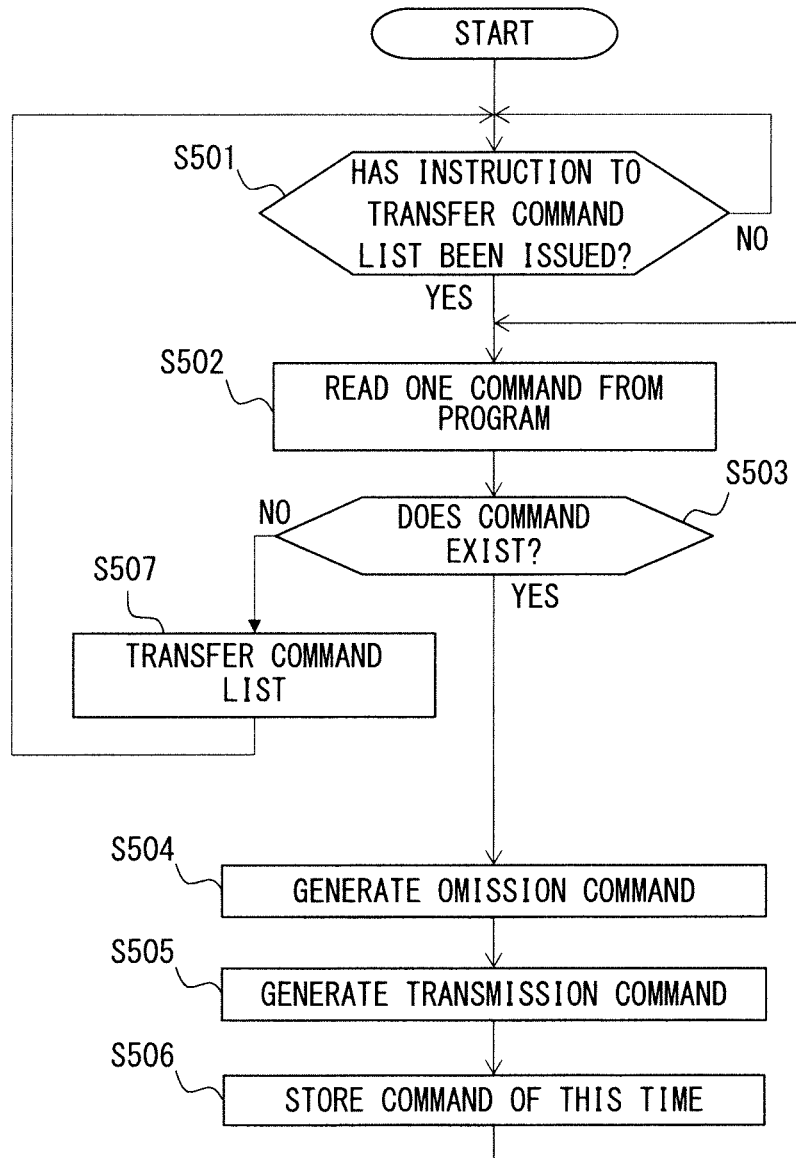 START
S501
HAS INSTRUCTION TO
TRANSFER COMMAND
LIST BEEN ISSUED?
NO
YES
S502
READ ONE COMMAND FROM
PROGRAM
S503
NO
DOES COMMAND
EXIST?
YES
S507
TRANSFER COMMAND
LIST
S504
GENERATE OMISSION COMMAND
S505
GENERATE TRANSMISSION COMMAND
S506
STORE COMMAND OF THIS TIME